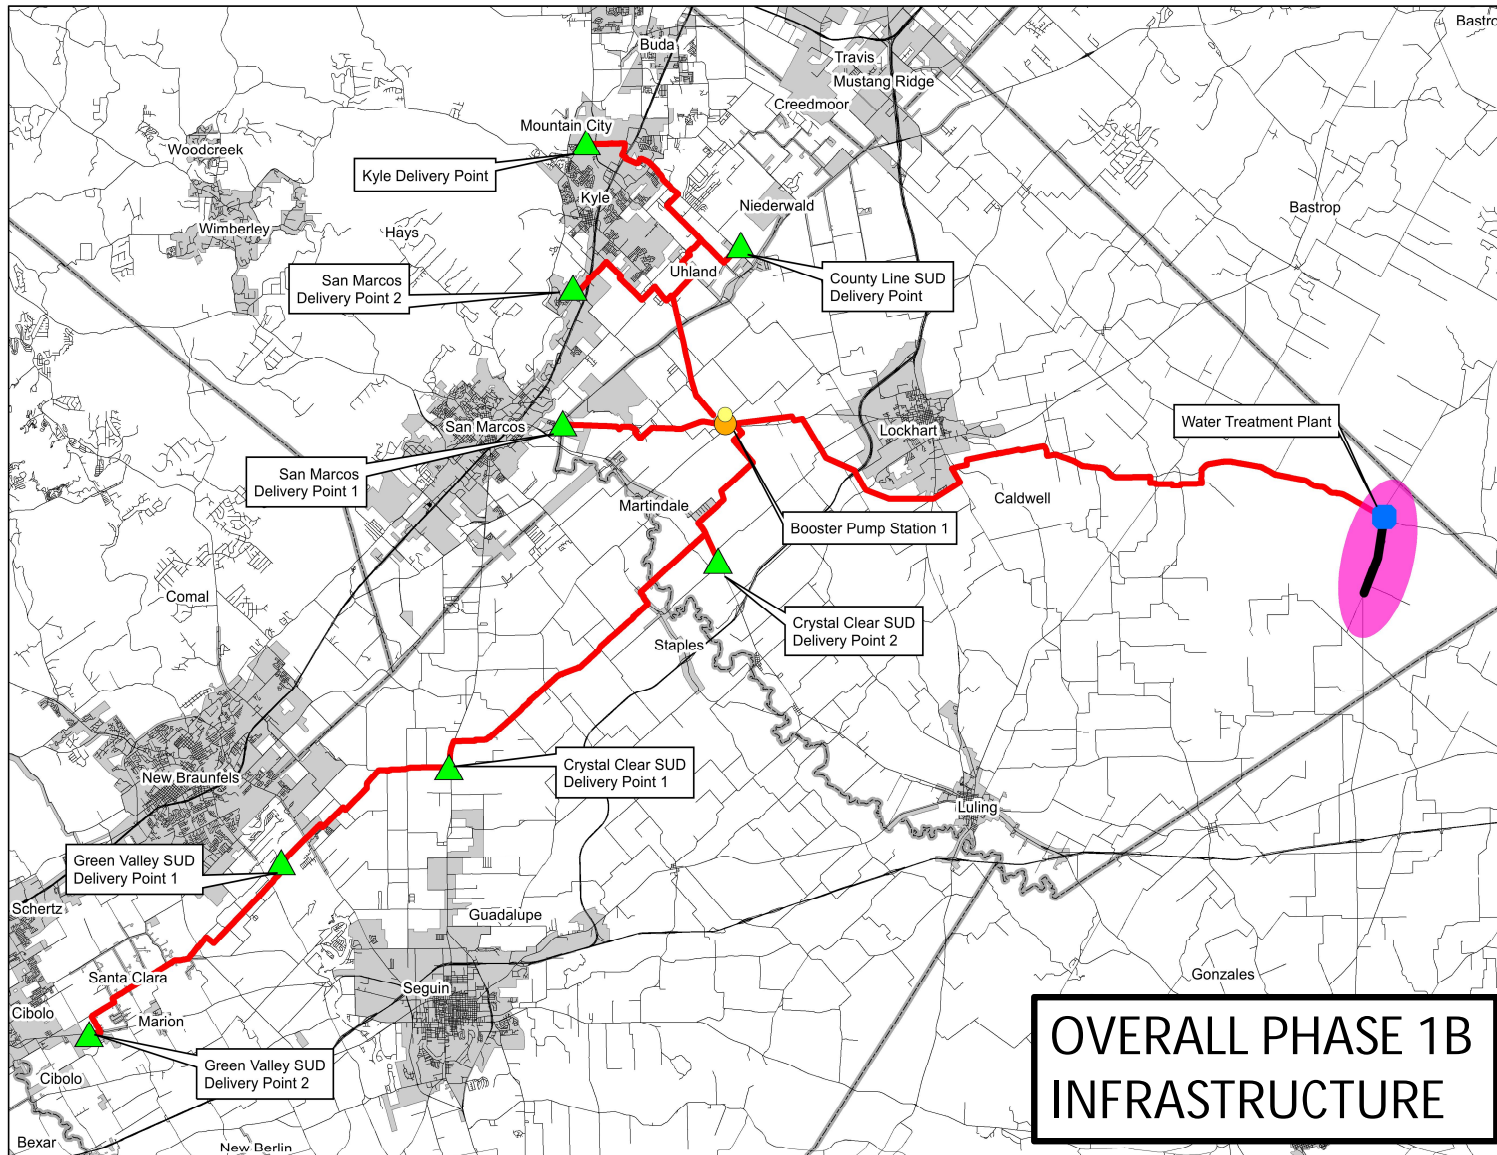 Bastro
Buda
Travis
Mustang Ridge
Creedmoor
Mountain City
Woodcreek
Kyle Delivery Point
Kyle
Niederwald
Bastrop
Wimberley
Hays
Uhland
San Marcos
Delivery Point 2
County Line SUD
Delivery Point
Water Treatment Plant
San Marcos
Lockhart
San Marcos
Delivery Point 1
Caldwell
Martindale
Booster Pump Station 1
Comal
Crystal Clear SUD
Delivery Point 2
Staples
Crystal Clear SUD
Delivery Point 1
New Braunfels
Luling
Green Valley SUD
Delivery Point 1
Schertz
Guadalupe
Santa Clara
Seguin
Gonzales
Cibolo
Marion
Green Valley SUD
Delivery Point 2
Cibolo
Bexar
New Berlin
OVERALL PHASE 1B
INFRASTRUCTURE